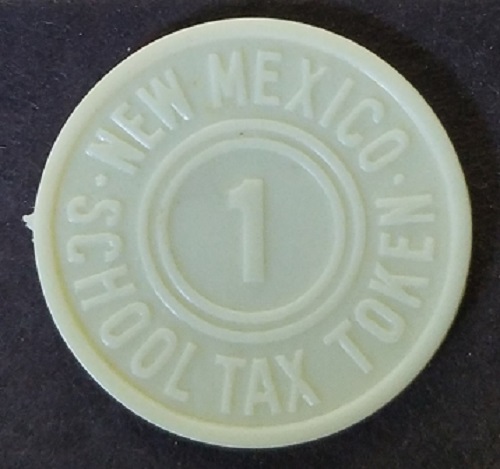 · NEW MEXICO ·
SCHOOL TAX TOKEN
1